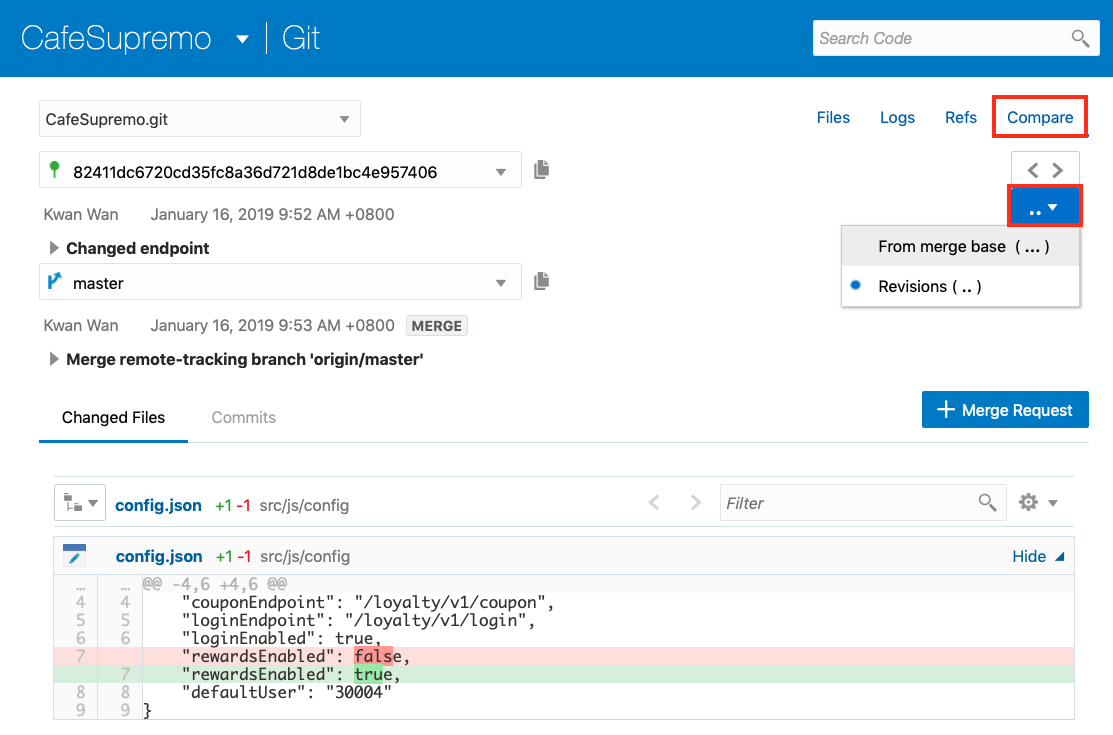 CafeSupremo Git
Search Code
CafeSupremo.git
Files Logs Refs Compare
82411dc6720cd35fc8a36d721d8de1bc4e957406
..
Kwan Wan January 16, 2019 9:52 AM +0800
Changed endpoint
From merge base ( ... )
master
Revisions ( .. )
Kwan Wan January 16, 2019 9:53 AM +0800 MERGE
Merge remote-tracking branch 'origin/master'
Changed Files Commits
+ Merge Request
config.json +1 -1 src/js/config
Filter
config.json +1 -1 src/js/config
Hide
... ... @@ -4,6 +4,6 @@
4 4 "couponEndpoint": "/loyalty/v1/coupon",
5 5 "loginEndpoint": "/loyalty/v1/login",
6 6 "loginEnabled": true,
7 "rewardsEnabled": false,
7 "rewardsEnabled": true,
8 8 "defaultUser": "30004"
9 9 }